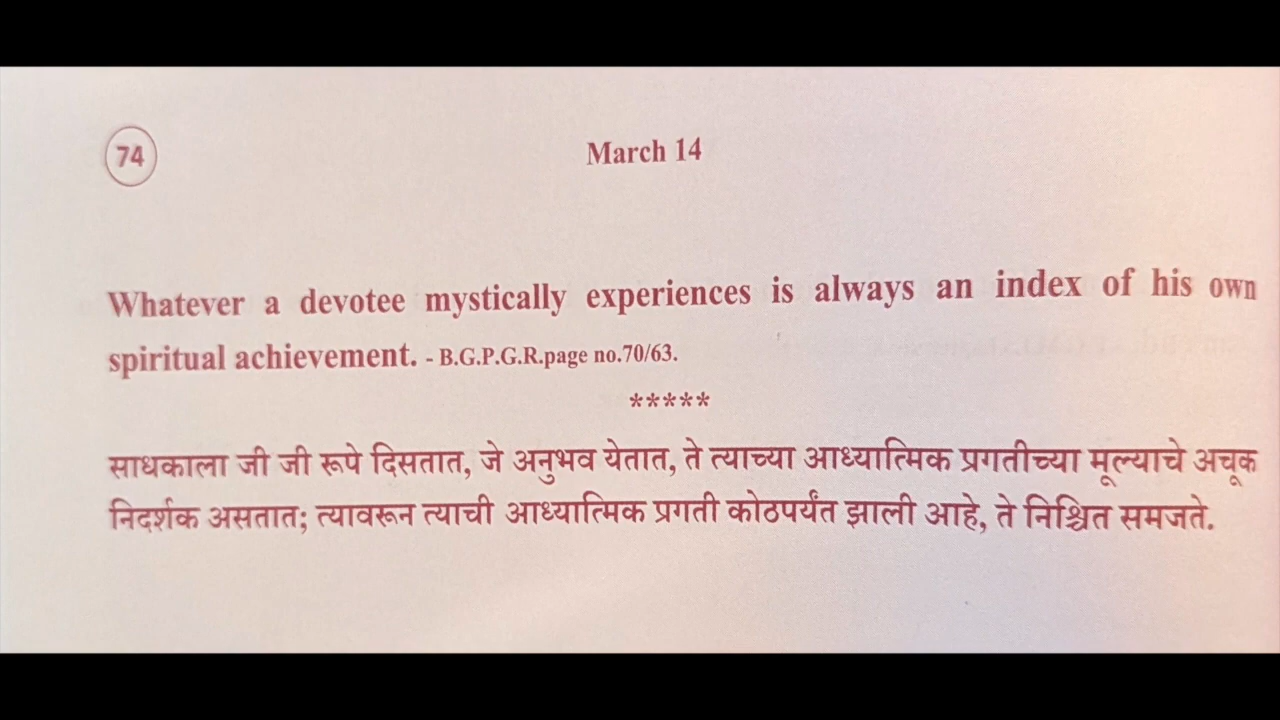 74
March 14
Whatever a devotee mystically experiences is always an index of his own
spiritual achievement. - B.G.P.G.R.page no.70/63.
*****
साधकाला जी जी रूपे दिसतात, जे अनुभव येतात, ते त्याच्या आध्यात्मिक प्रगतीच्या मूल्याचे अचूक
निदर्शक असतात; त्यावरून त्याची आध्यात्मिक प्रगती कोठपर्यंत झाली आहे, ते निश्चित समजते.